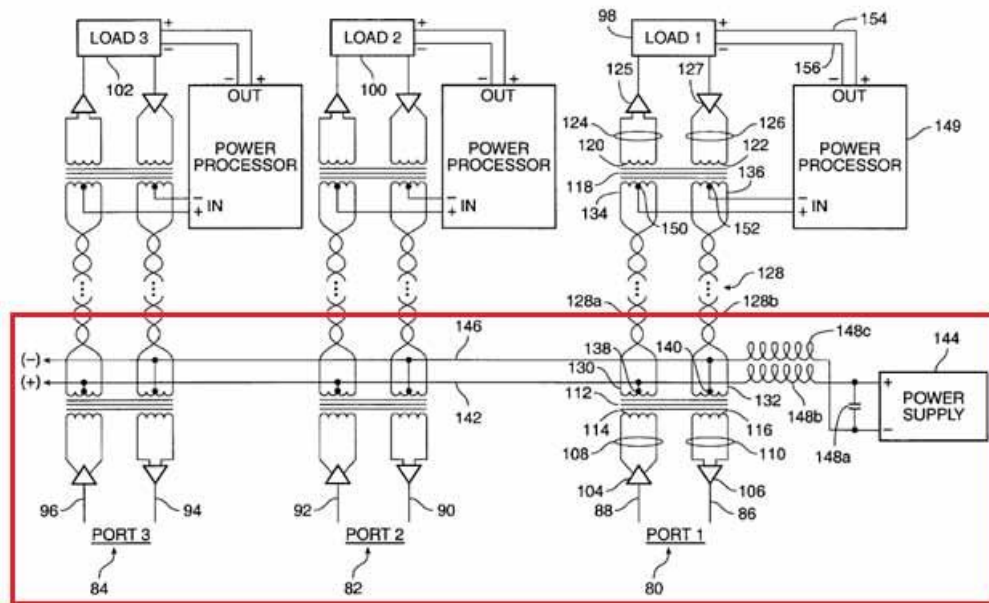 LOAD 3
+
−
102
− +
OUT
POWER
PROCESSOR
−
+ IN
LOAD 2
+
−
100
− +
OUT
POWER
PROCESSOR
−
+ IN
98
LOAD 1
+
−
154
156
125
127
− +
OUT
124
126
149
120
122
POWER
PROCESSOR
118
136
134
−
+ IN
150
152
128
128a
128b
146
148c
144
(−)
138
140
(+)
130
132
+
POWER
SUPPLY
−
142
112
148b
114
116
108
110
148a
104
106
96
94
92
90
88
86
PORT 3
PORT 2
PORT 1
84
82
80